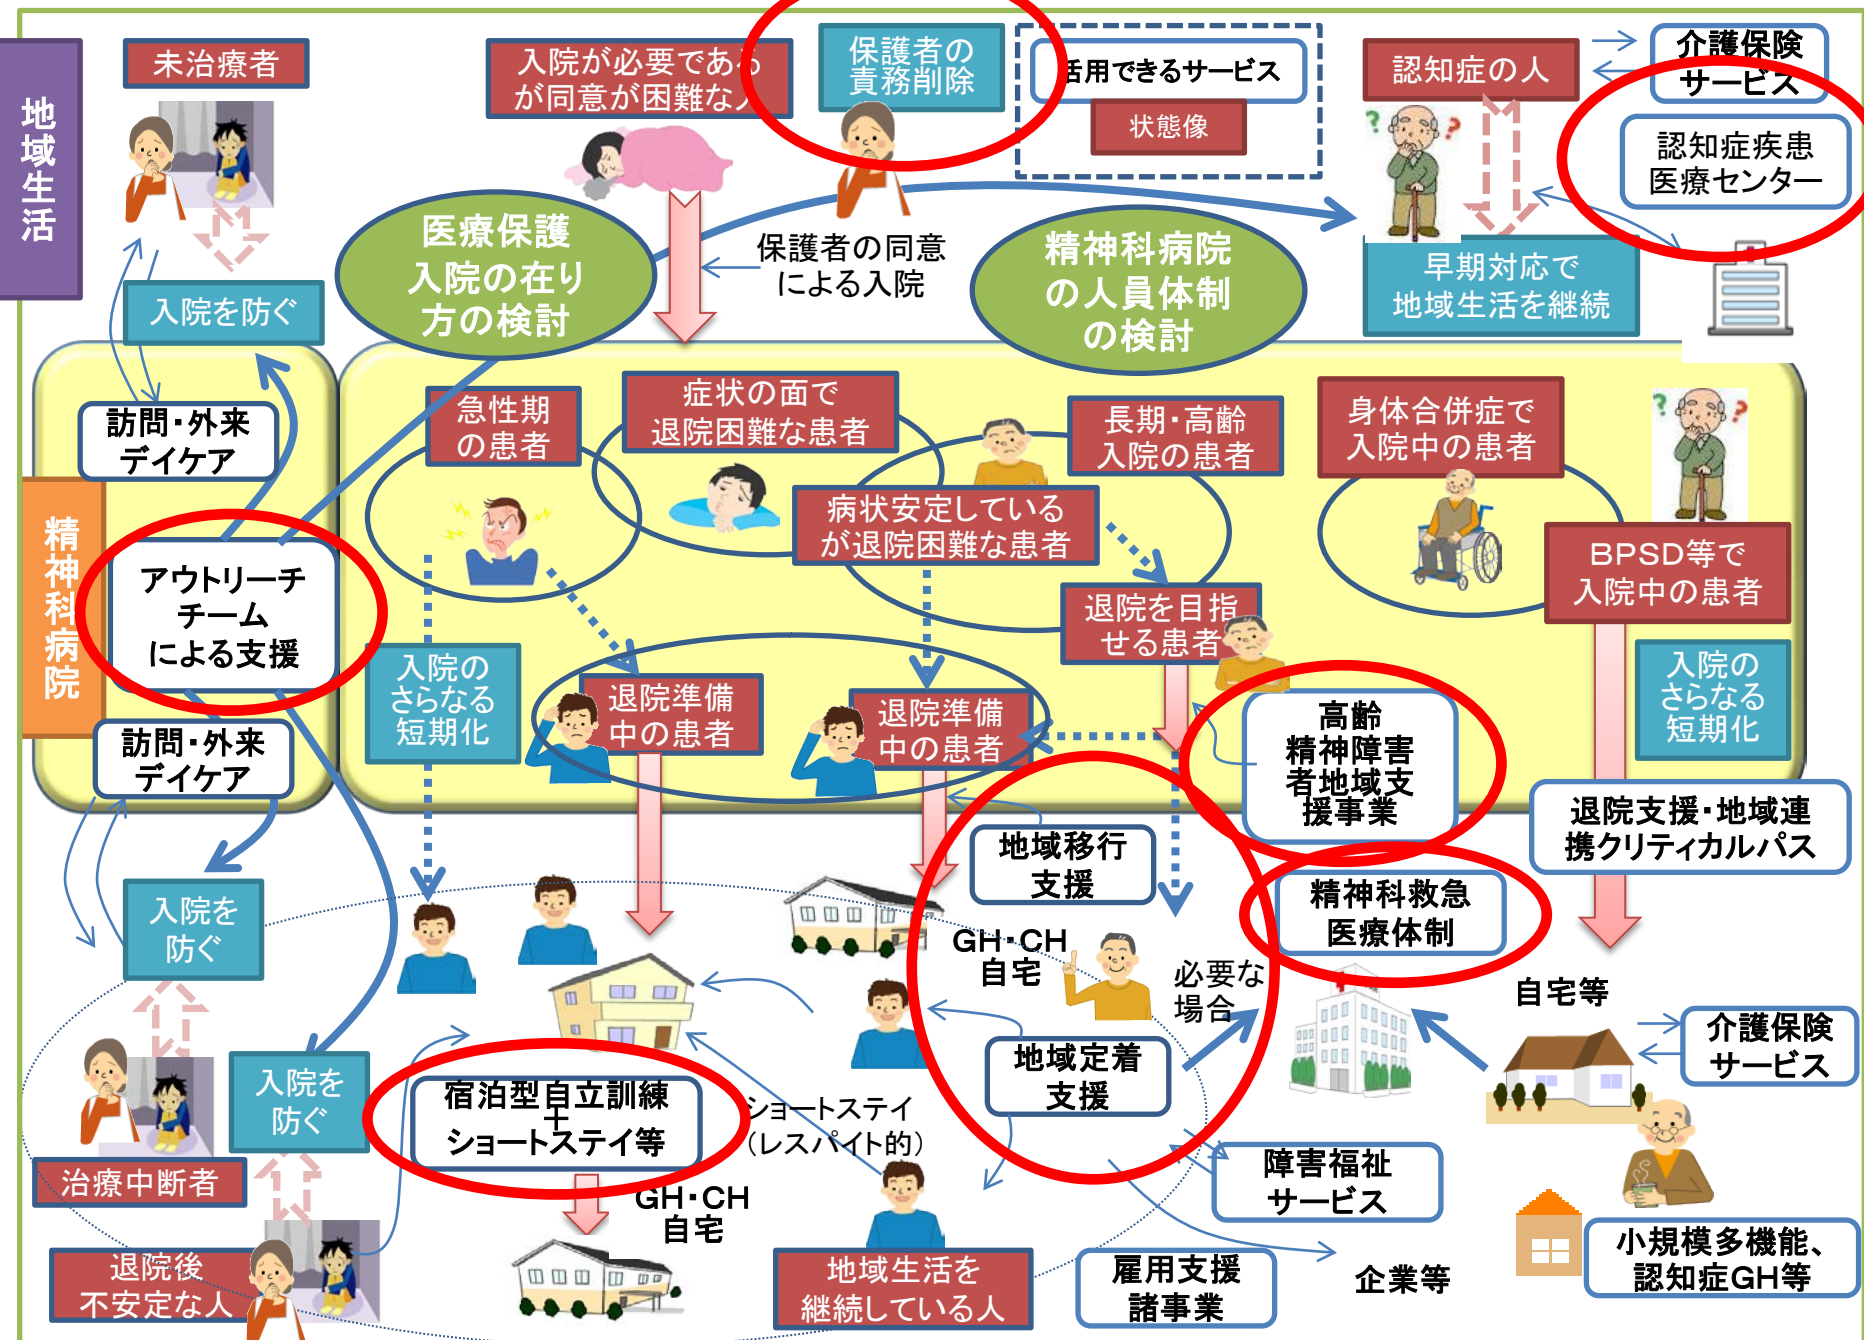 地域生活
未治療者
入院が必要である
が同意が困難な人
保護者の
責務削除
活用できるサービス
状態像
認知症の人
介護保険
サービス
認知症疾患
医療センター
医療保護
入院の在り
方の検討
保護者の同意
による入院
精神科病院
の人員体制
の検討
早期対応で
地域生活を継続
入院を防ぐ
訪問・外来
デイケア
急性期
の患者
症状の面で
退院困難な患者
長期・高齢
入院の患者
身体合併症で
入院中の患者
病状安定している
が退院困難な患者
精神科病院
アウトリーチ
チーム
による支援
BPSD等で
入院中の患者
退院を目指
せる患者
入院の
さらなる
短期化
退院準備
中の患者
退院準備
中の患者
高齢
精神障害
者地域支
援事業
入院の
さらなる
短期化
訪問・外来
デイケア
地域移行
支援
退院支援・地域連
携クリティカルパス
入院を
防ぐ
精神科救急
医療体制
GH・CH
自宅
必要な
場合
自宅等
介護保険
サービス
入院を
防ぐ
宿泊型自立訓練
+
ショートステイ等
ショートステイ
（レスパイト的）
地域定着
支援
治療中断者
GH・CH
自宅
障害福祉
サービス
退院後
不安定な人
地域生活を
継続している人
雇用支援
諸事業
企業等
小規模多機能、
認知症GH等